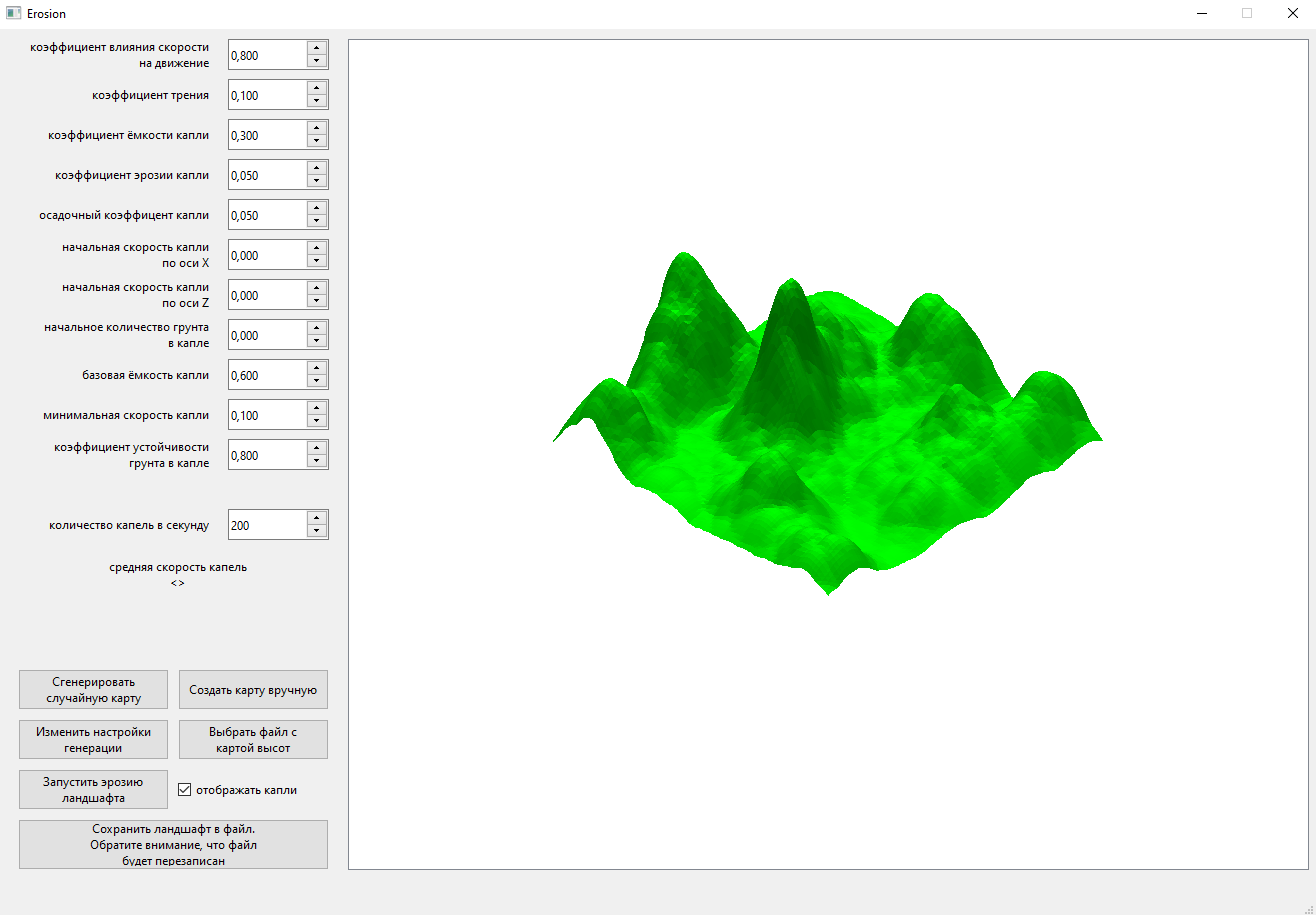 Erosion
коэффициент влияния скорости
на движение
0,800
коэффициент трения
0,100
коэффициент ёмкости капли
0,300
коэффициент эрозии капли
0,050
осадочный коэффицент капли
0,050
начальная скорость капли
по оси X
0,000
начальная скорость капли
по оси Z
0,000
начальное количество грунта
в капле
0,000
базовая ёмкость капли
0,600
минимальная скорость капли
0,100
коэффициент устойчивости
грунта в капле
0,800
количество капель в секунду
200
средняя скорость капель
<>
Сгенерировать
случайную карту
Создать карту вручную
Изменить настройки
генерации
Выбрать файл с
картой высот
Запустить эрозию
ландшафта
отображать капли
Сохранить ландшафт в файл.
Обратите внимание, что файл
будет перезаписан